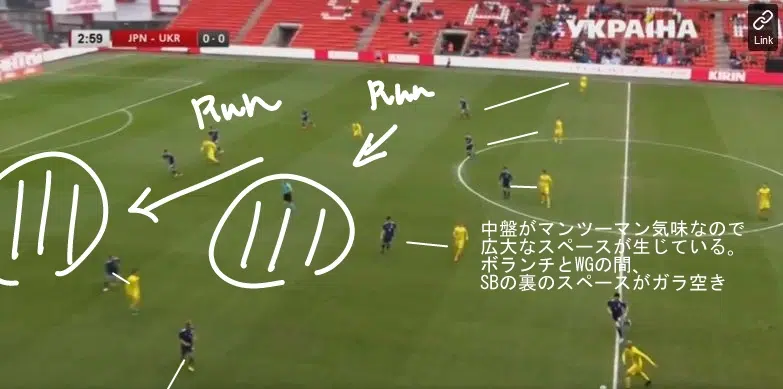 2:59 JPN - UKR 0-0
УКРАЇНА
Link
KIRIN
Run
Run
中盤がマンツーマン気味なので
広大なスペースが生じている。
ボランチとWGの間、
SBの裏のスペースがガラ空き